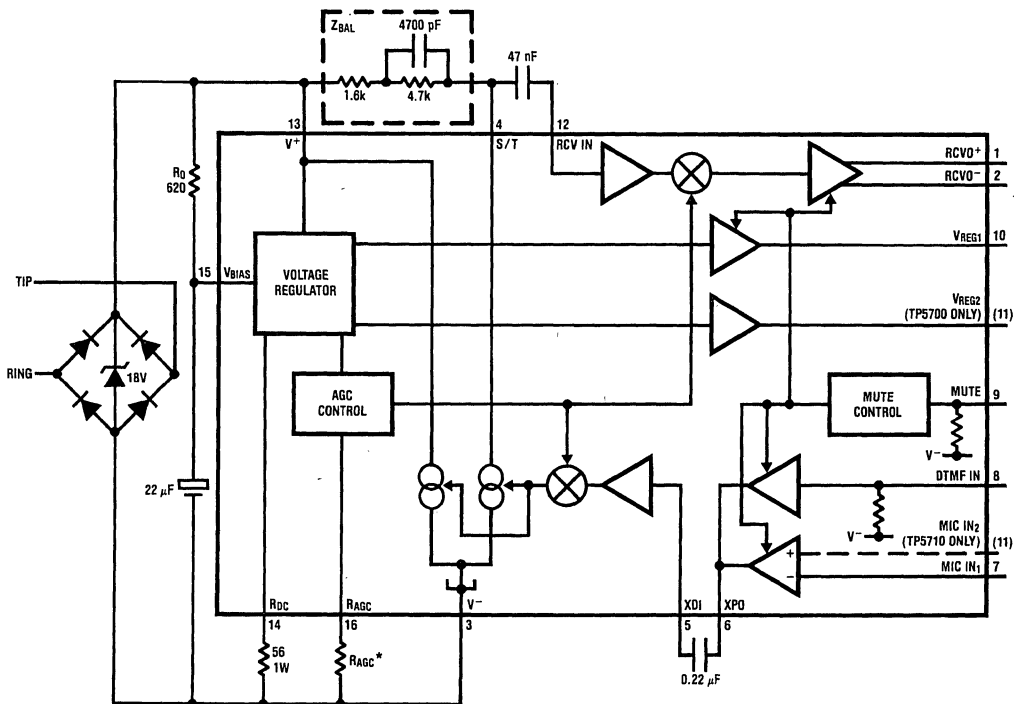 Z_BAL
4700 pF
47 nF
1.6k
4.7k
13
V+
4
S/T
12
RCV IN
RCVO+ 1
RCVO− 2
R0
620
VREG1 10
15 VBIAS
VOLTAGE
REGULATOR
TIP
VREG2
(TP5700 ONLY) (11)
RING
18V
AGC
CONTROL
MUTE
CONTROL
MUTE 9
V−
22 µF
DTMF IN 8
V−
MIC IN2
(TP5710 ONLY) (11)
+
−
MIC IN1 7
RDC
14
RAGC
16
V−
3
XDI
5
XPO
6
56
1W
RAGC*
0.22 µF